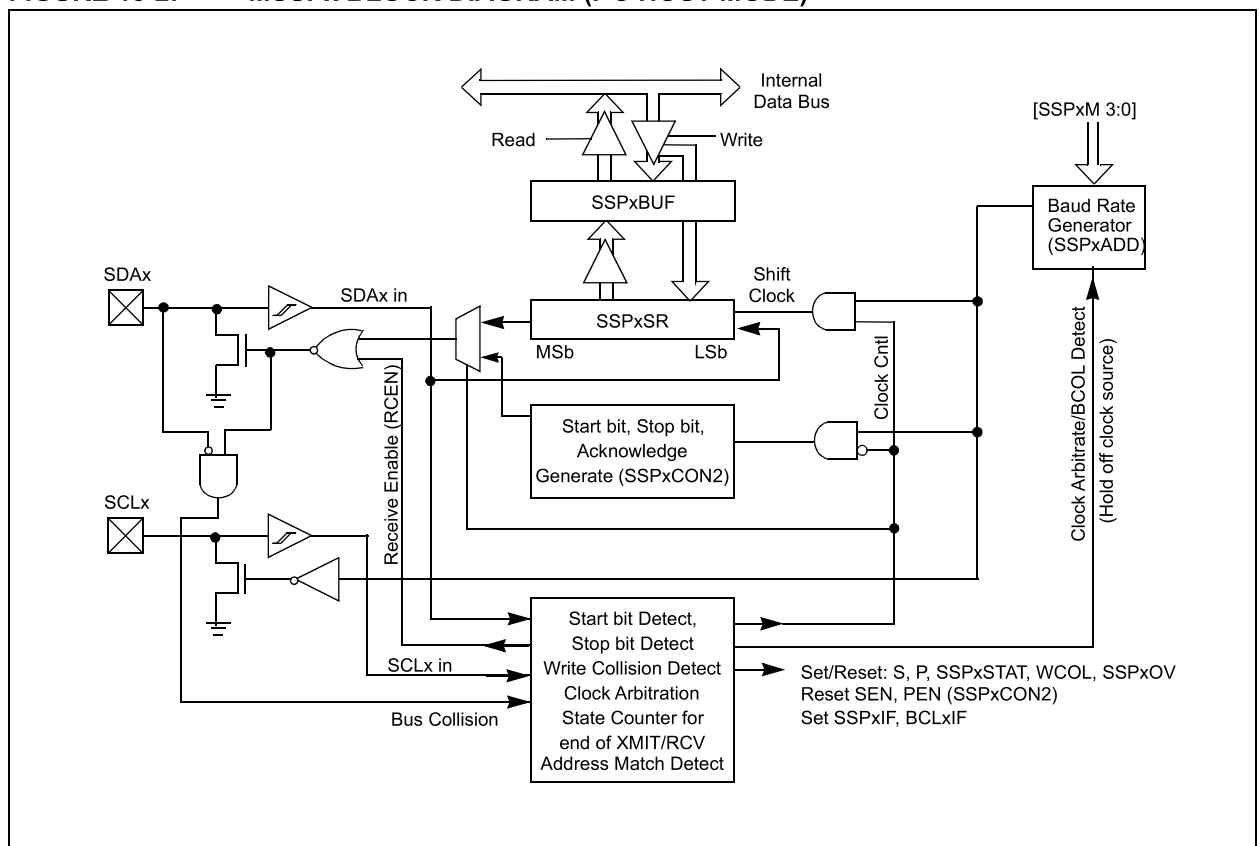 Internal
Data Bus
[SSPxM 3:0]
Read
Write
SSPxBUF
Baud Rate
Generator
(SSPxADD)
SDAx
SDAx in
Shift
Clock
SSPxSR
MSb
LSb
Clock Cntl
Receive Enable (RCEN)
Start bit, Stop bit,
Acknowledge
Generate (SSPxCON2)
Clock Arbitrate/BCOL Detect
(Hold off clock source)
SCLx
SCLx in
Bus Collision
Start bit Detect,
Stop bit Detect
Write Collision Detect
Clock Arbitration
State Counter for
end of XMIT/RCV
Address Match Detect
Set/Reset: S, P, SSPxSTAT, WCOL, SSPxOV
Reset SEN, PEN (SSPxCON2)
Set SSPxIF, BCLxIF